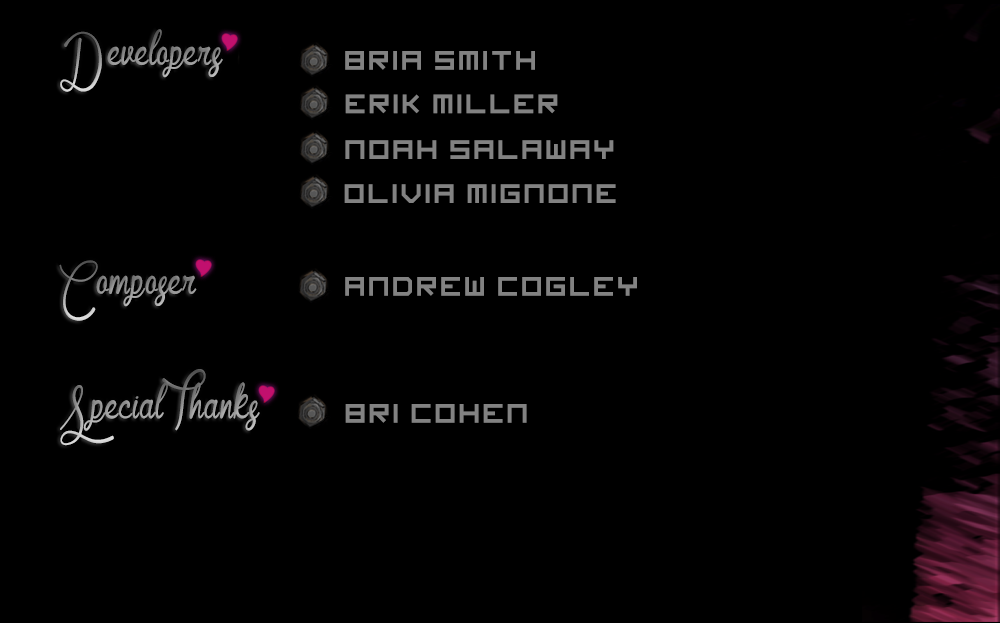 Developers
BRIA SMITH
ERIK MILLER
NOAH SALAWAY
OLIVIA MIGNONE
Composer
ANDREW COGLEY
Special Thanks
BRI COHEN